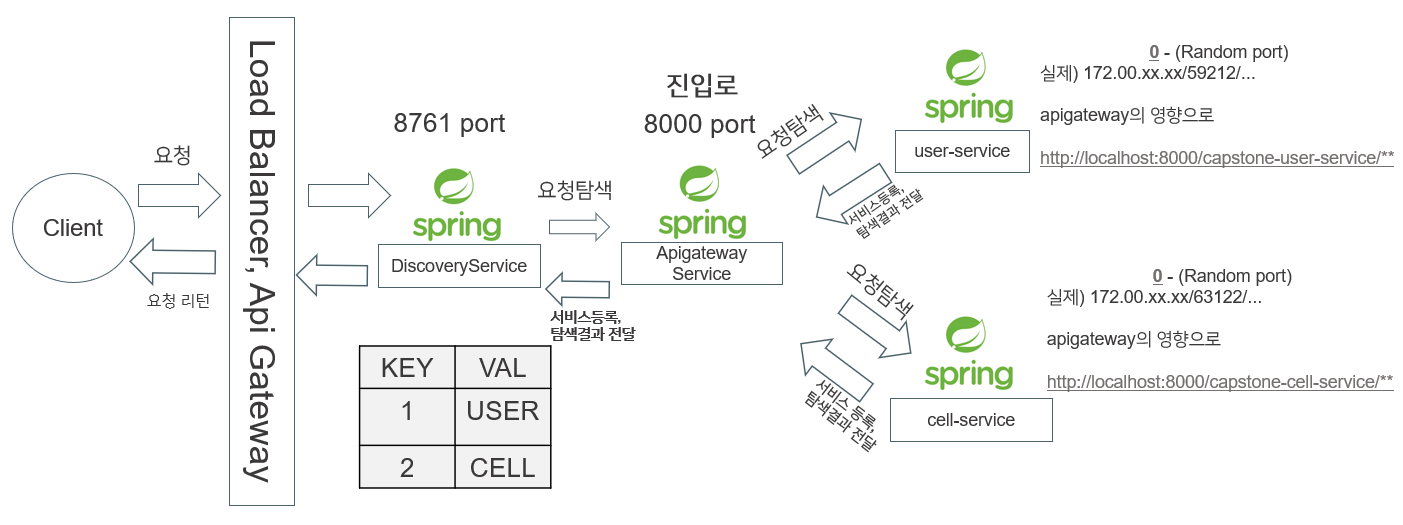 Client
요청
요청 리턴
Load Balancer, Api Gateway
8761 port
spring
DiscoveryService
요청탐색
서비스등록,
탐색결과 전달
KEY VAL
1 USER
2 CELL
진입로
8000 port
spring
Apigateway
Service
요청탐색
서비스등록,
탐색결과 전달
spring
user-service
0 - (Random port)
실제) 172.00.xx.xx/59212/...
apigateway의 영향으로
http://localhost:8000/capstone-user-service/**
요청탐색
서비스 등록,
탐색결과 전달
spring
cell-service
0 - (Random port)
실제) 172.00.xx.xx/63122/...
apigateway의 영향으로
http://localhost:8000/capstone-cell-service/**